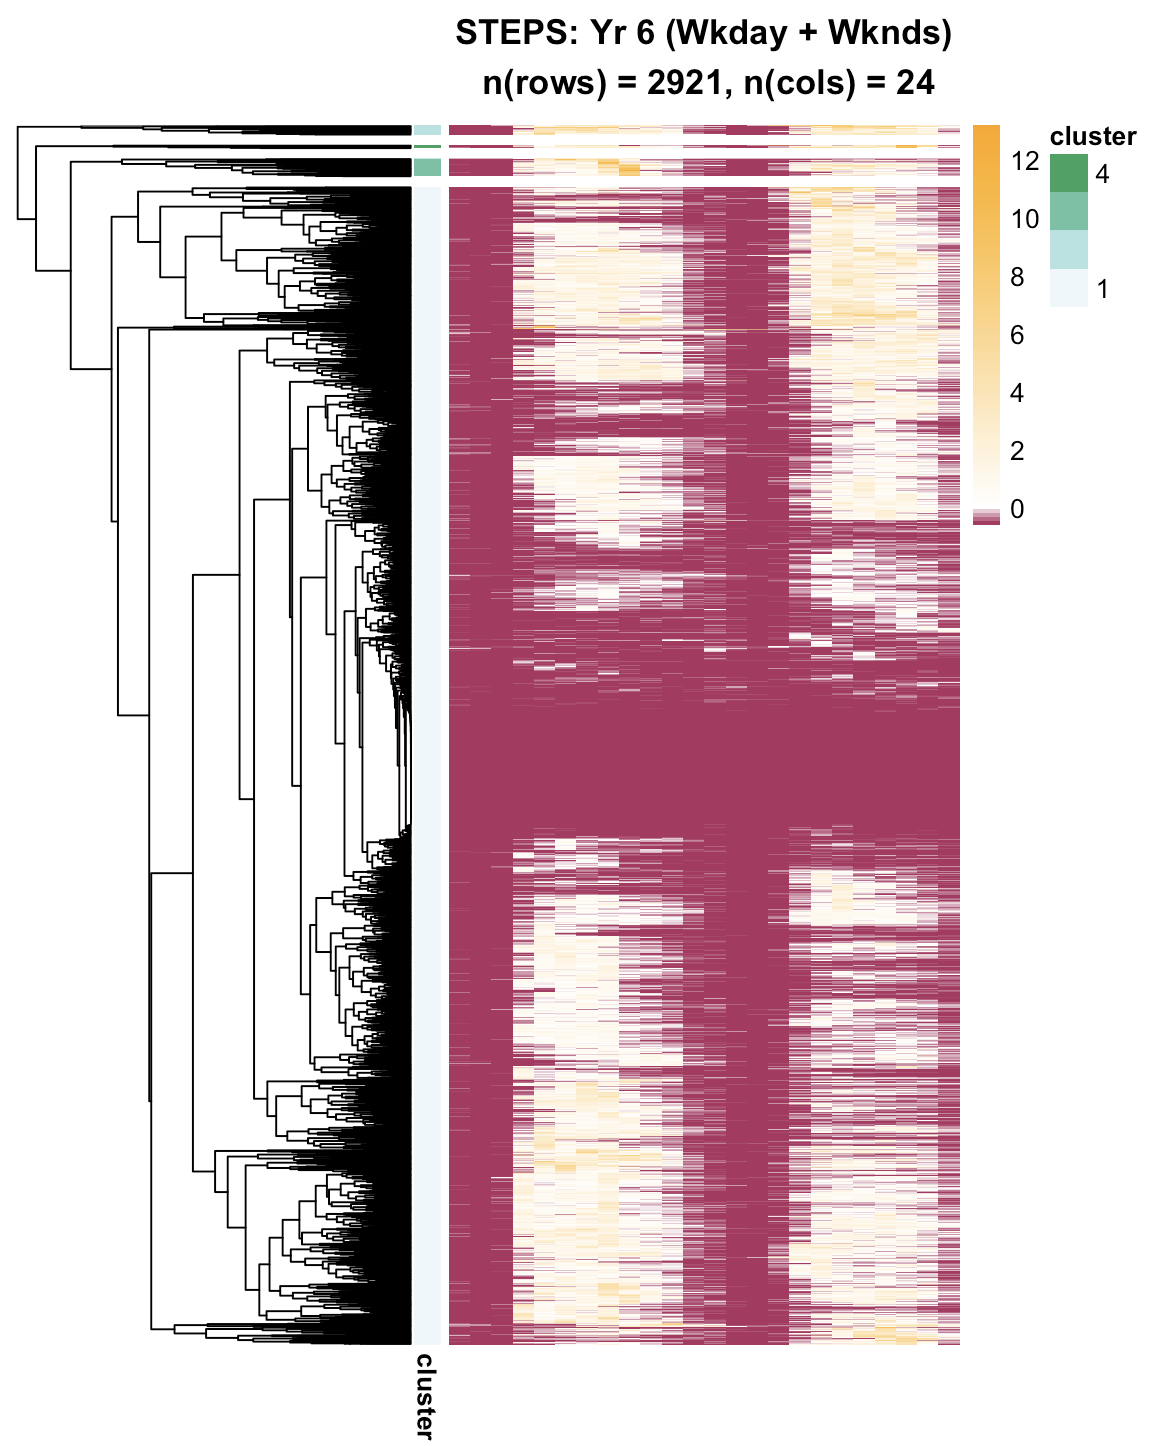 STEPS: Yr 6 (Wkday + Wknds)
n(rows) = 2921, n(cols) = 24
cluster
12
4
10
8
1
6
4
2
0
cluster